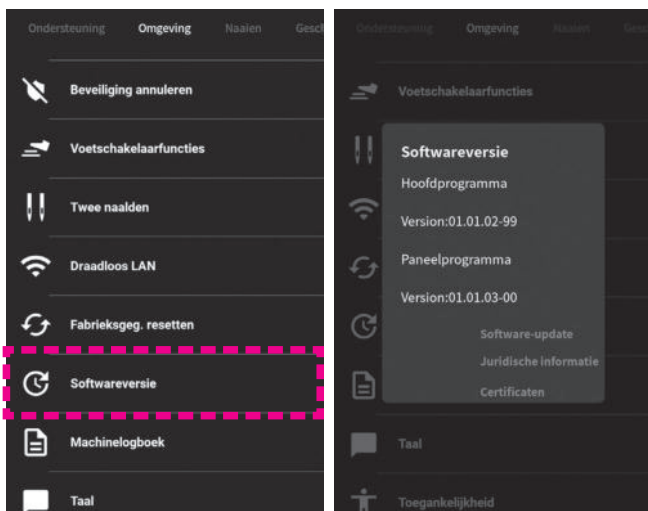 Ondersteuning Omgeving Naaien Gesch
Beveiliging annuleren
Voetschakelaarfuncties
Twee naalden
Draadloos LAN
Fabrieksgeg. resetten
Softwareversie
Machinelogboek
Taal
Ondersteuning Omgeving Naaien Gesch
Voetschakelaarfuncties
Softwareversie
Hoofdprogramma
Version:01.01.02-99
Paneelprogramma
Version:01.01.03-00
Software-update
Juridische informatie
Certificaten
Taal
Toegankelijkheid